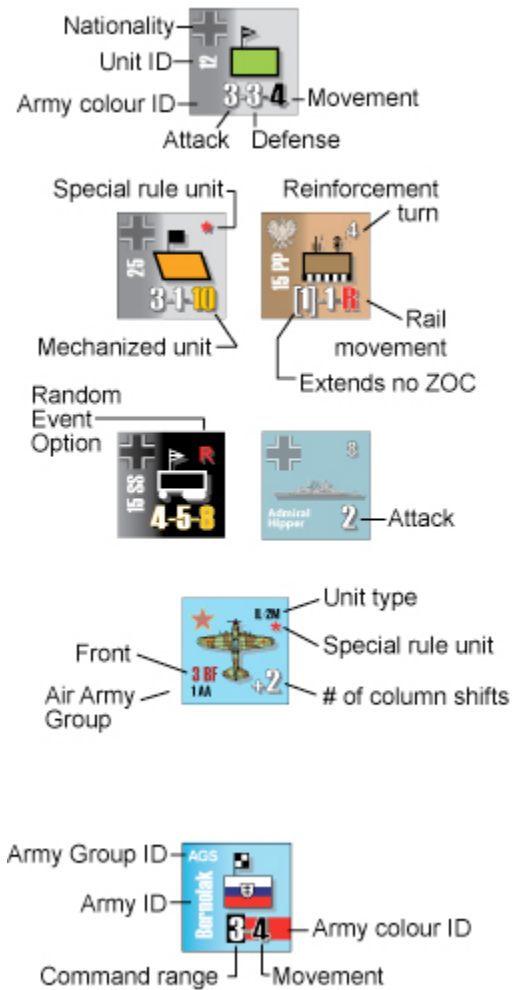 Nationality
Unit ID
12
Army colour ID
3-3-4
Movement
Attack
Defense
Special rule unit
Reinforcement
turn
*
4
25
15 PP
3-1-10
[1]-1-R
Rail
movement
Mechanized unit
Extends no ZOC
Random
Event
Option
R
8
15 SS
4-5-8
Admiral
Hipper
2
Attack
IL-2M
Unit type
*
Special rule unit
Front
3 BF
+2
# of column shifts
Air Army
Group
1 AA
Army Group ID
AGS
Army ID
Bernolak
3-4
Army colour ID
Command range
Movement